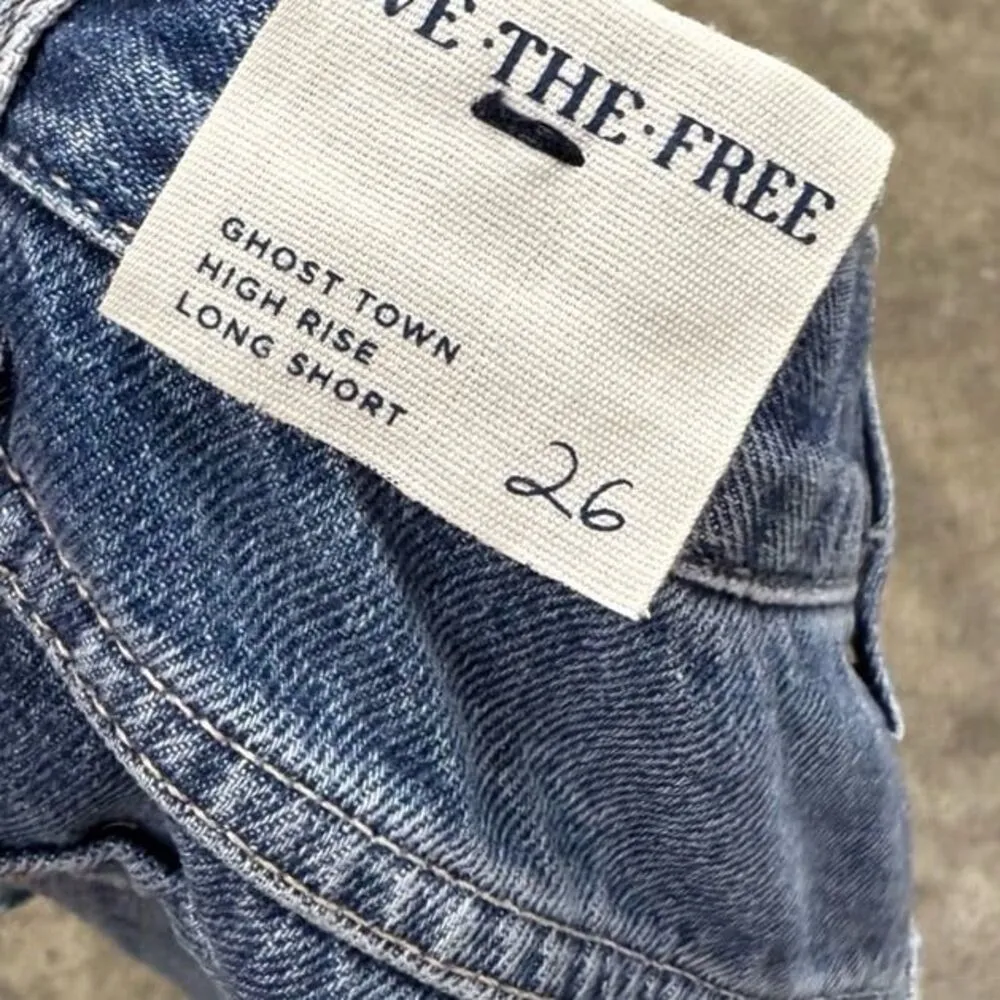 VE·THE·FREE
GHOST TOWN
HIGH RISE
LONG SHORT
26